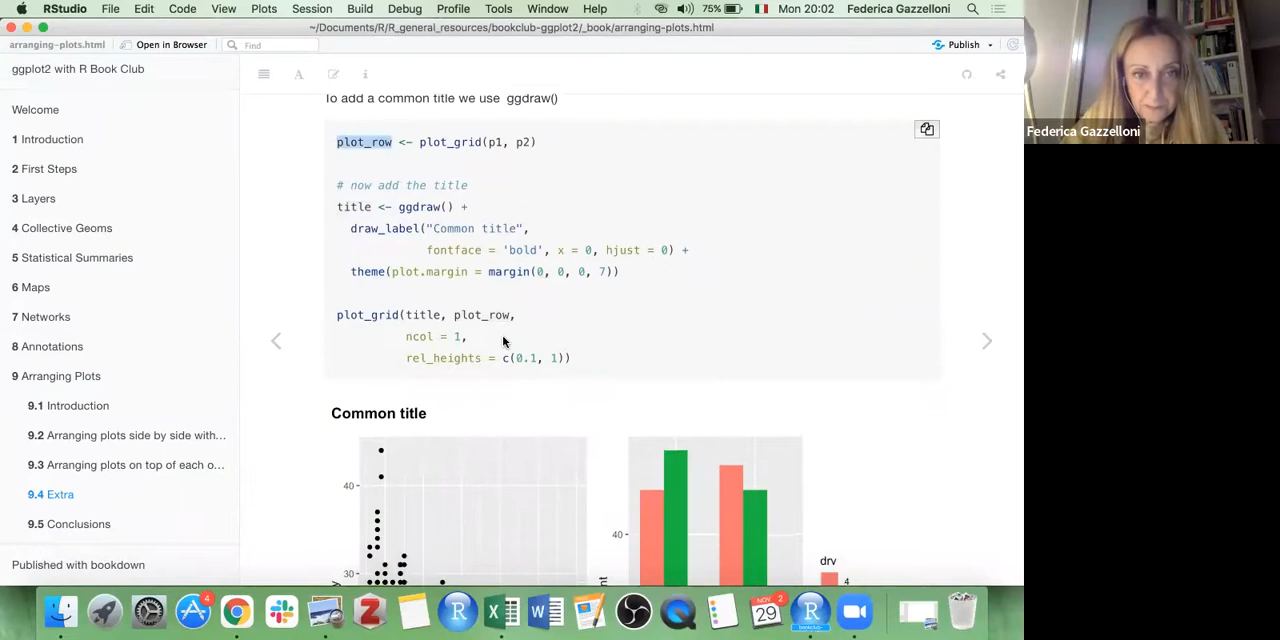 RStudio File Edit Code View Plots Session Build Debug Profile Tools Window Help 75% Mon 20:02 Federica Gazzelloni
~/Documents/R/R_general_resources/bookclub-ggplot2/_book/arranging-plots.html
arranging-plots.html Open in Browser Find Publish
ggplot2 with R Book Club
Welcome
1 Introduction
2 First Steps
3 Layers
4 Collective Geoms
5 Statistical Summaries
6 Maps
7 Networks
8 Annotations
9 Arranging Plots
9.1 Introduction
9.2 Arranging plots side by side with...
9.3 Arranging plots on top of each o...
9.4 Extra
9.5 Conclusions
Published with bookdown
A i
To add a common title we use ggdraw()
plot_row <- plot_grid(p1, p2)
# now add the title
title <- ggdraw() +
draw_label("Common title",
fontface = 'bold', x = 0, hjust = 0) +
theme(plot.margin = margin(0, 0, 0, 7))
plot_grid(title, plot_row,
ncol = 1,
rel_heights = c(0.1, 1))
Common title
40
30
y
40
nt
drv
4
Federica Gazzelloni
4 Z R X W NOV 29 2 R